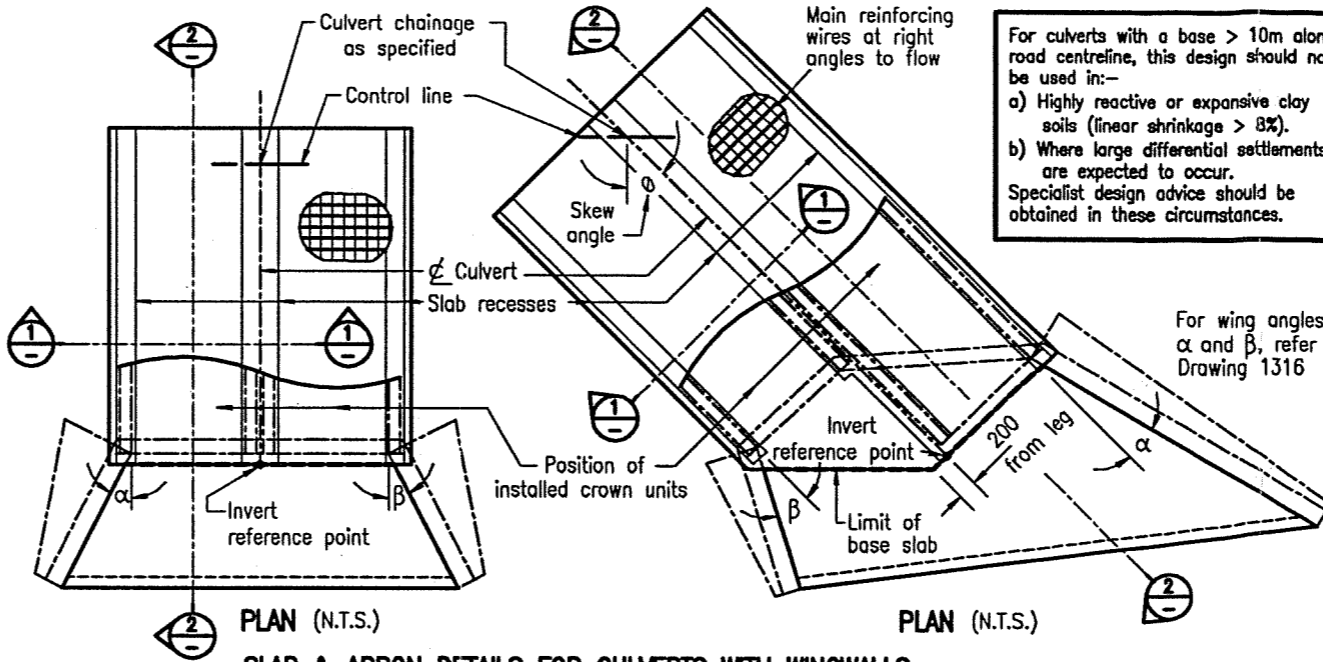 2
–
Culvert chainage
as specified
Control line
2
–
Main reinforcing
wires at right
angles to flow
For culverts with a base > 10m
road centreline, this design should
be used in:–
a) Highly reactive or expansive clay
soils (linear shrinkage > 8%).
b) Where large differential settlements
are expected to occur.
Specialist design advice should be
obtained in these circumstances.
Skew
angle
1
–
℄ Culvert
Slab recesses
1
–
1
–
For wing angles
α and β, refer
Drawing 1316
1
–
Invert
reference point
200
from leg
α
α
β
Position of
installed crown units
Invert
reference point
β
Limit of
base slab
2
–
2
–
PLAN (N.T.S.)
PLAN (N.T.S.)